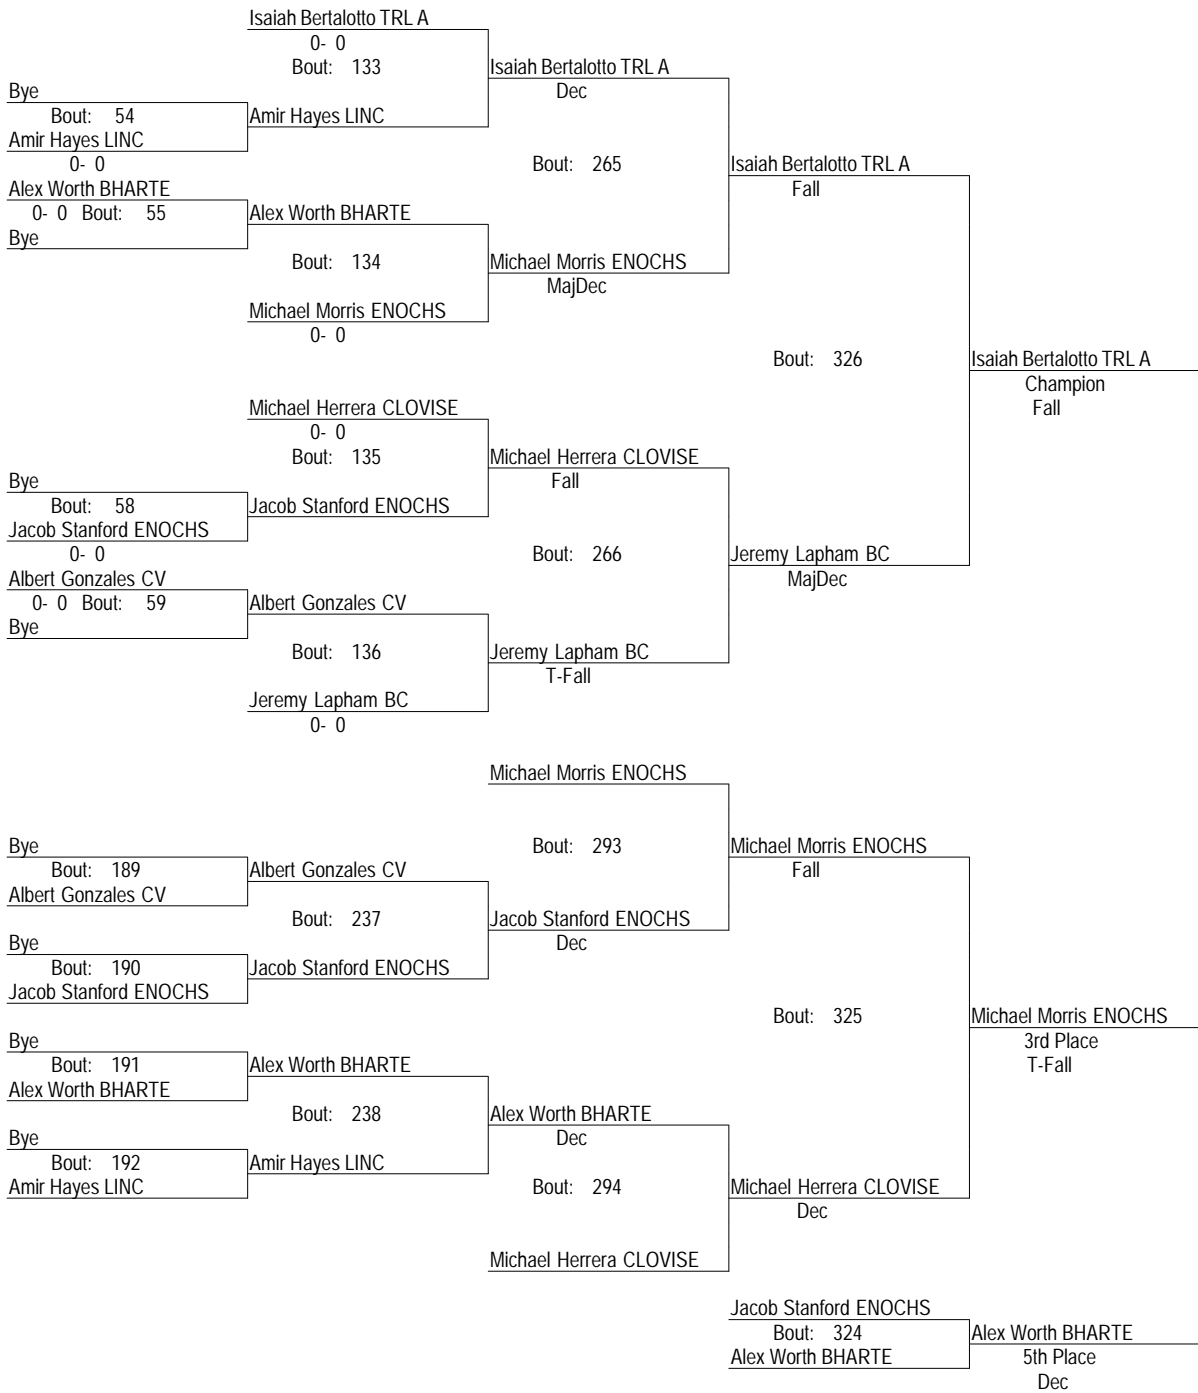 Isaiah Bertalotto TRL A
0- 0
Bout: 133
Isaiah Bertalotto TRL A
Dec
Bye
Bout: 54
Amir Hayes LINC
Amir Hayes LINC
0- 0
Bout: 265
Isaiah Bertalotto TRL A
Fall
Alex Worth BHARTE
0- 0 Bout: 55
Alex Worth BHARTE
Bye
Bout: 134
Michael Morris ENOCHS
MajDec
Michael Morris ENOCHS
0- 0
Bout: 326
Isaiah Bertalotto TRL A
Champion
Fall
Michael Herrera CLOVISE
0- 0
Bout: 135
Michael Herrera CLOVISE
Fall
Bye
Bout: 58
Jacob Stanford ENOCHS
Jacob Stanford ENOCHS
0- 0
Bout: 266
Jeremy Lapham BC
MajDec
Albert Gonzales CV
0- 0 Bout: 59
Albert Gonzales CV
Bye
Bout: 136
Jeremy Lapham BC
T-Fall
Jeremy Lapham BC
0- 0
Michael Morris ENOCHS
Bye
Bout: 293
Michael Morris ENOCHS
Fall
Bout: 189
Albert Gonzales CV
Albert Gonzales CV
Bout: 237
Jacob Stanford ENOCHS
Dec
Bye
Bout: 190
Jacob Stanford ENOCHS
Jacob Stanford ENOCHS
Bout: 325
Michael Morris ENOCHS
3rd Place
T-Fall
Bye
Bout: 191
Alex Worth BHARTE
Alex Worth BHARTE
Bout: 238
Alex Worth BHARTE
Dec
Bye
Bout: 192
Amir Hayes LINC
Amir Hayes LINC
Bout: 294
Michael Herrera CLOVISE
Dec
Michael Herrera CLOVISE
Jacob Stanford ENOCHS
Bout: 324
Alex Worth BHARTE
Alex Worth BHARTE
5th Place
Dec